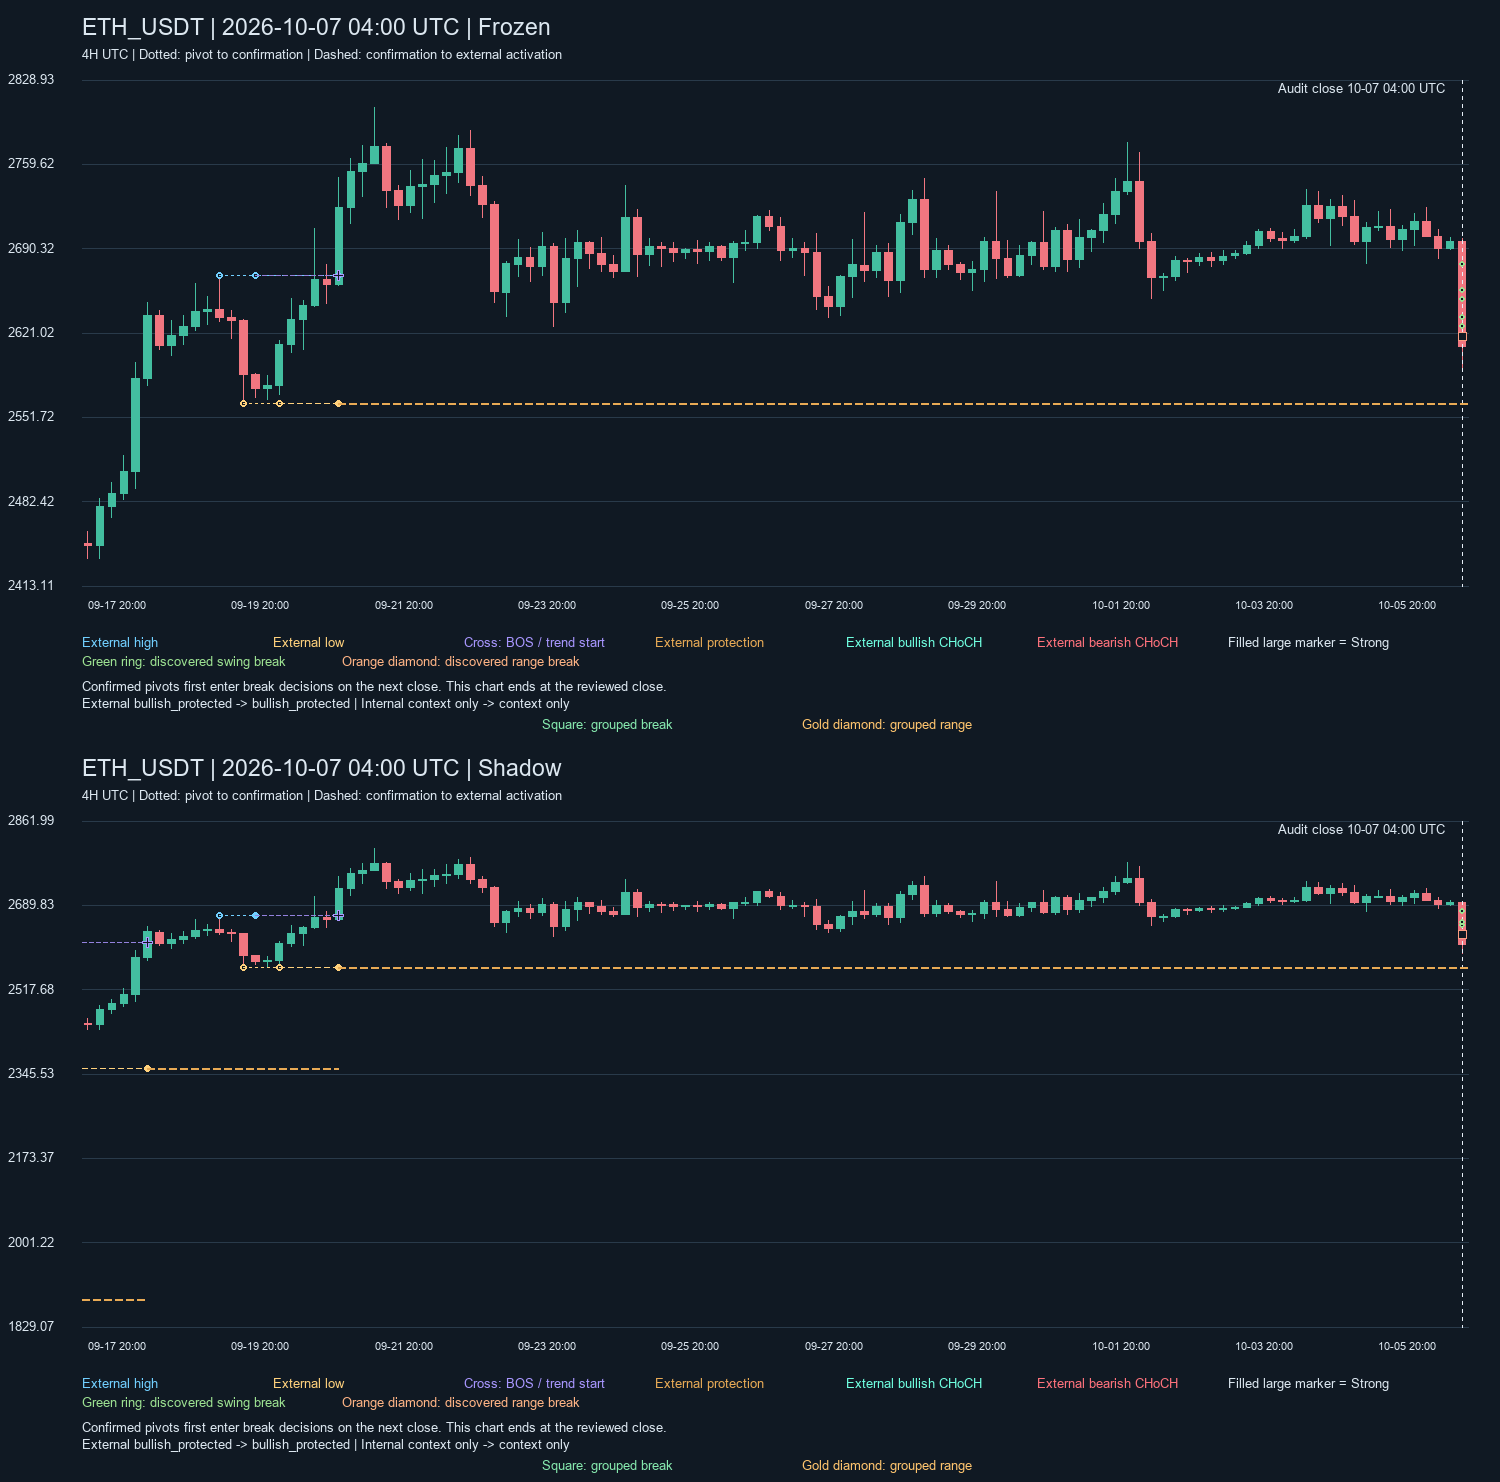 ETH_USDT | 2026-10-07 04:00 UTC | Frozen
4H UTC | Dotted: pivot to confirmation | Dashed: confirmation to external activation
2828.93
Audit close 10-07 04:00 UTC
2759.62
2690.32
2621.02
2551.72
2482.42
2413.11
09-17 20:00 09-19 20:00 09-21 20:00 09-23 20:00 09-25 20:00 09-27 20:00 09-29 20:00 10-01 20:00 10-03 20:00 10-05 20:00
External high External low Cross: BOS / trend start External protection External bullish CHoCH External bearish CHoCH Filled large marker = Strong
Green ring: discovered swing break Orange diamond: discovered range break
Confirmed pivots first enter break decisions on the next close. This chart ends at the reviewed close.
External bullish_protected -> bullish_protected | Internal context only -> context only
Square: grouped break Gold diamond: grouped range
ETH_USDT | 2026-10-07 04:00 UTC | Shadow
4H UTC | Dotted: pivot to confirmation | Dashed: confirmation to external activation
2861.99
Audit close 10-07 04:00 UTC
2689.83
2517.68
2345.53
2173.37
2001.22
1829.07
09-17 20:00 09-19 20:00 09-21 20:00 09-23 20:00 09-25 20:00 09-27 20:00 09-29 20:00 10-01 20:00 10-03 20:00 10-05 20:00
External high External low Cross: BOS / trend start External protection External bullish CHoCH External bearish CHoCH Filled large marker = Strong
Green ring: discovered swing break Orange diamond: discovered range break
Confirmed pivots first enter break decisions on the next close. This chart ends at the reviewed close.
External bullish_protected -> bullish_protected | Internal context only -> context only
Square: grouped break Gold diamond: grouped range